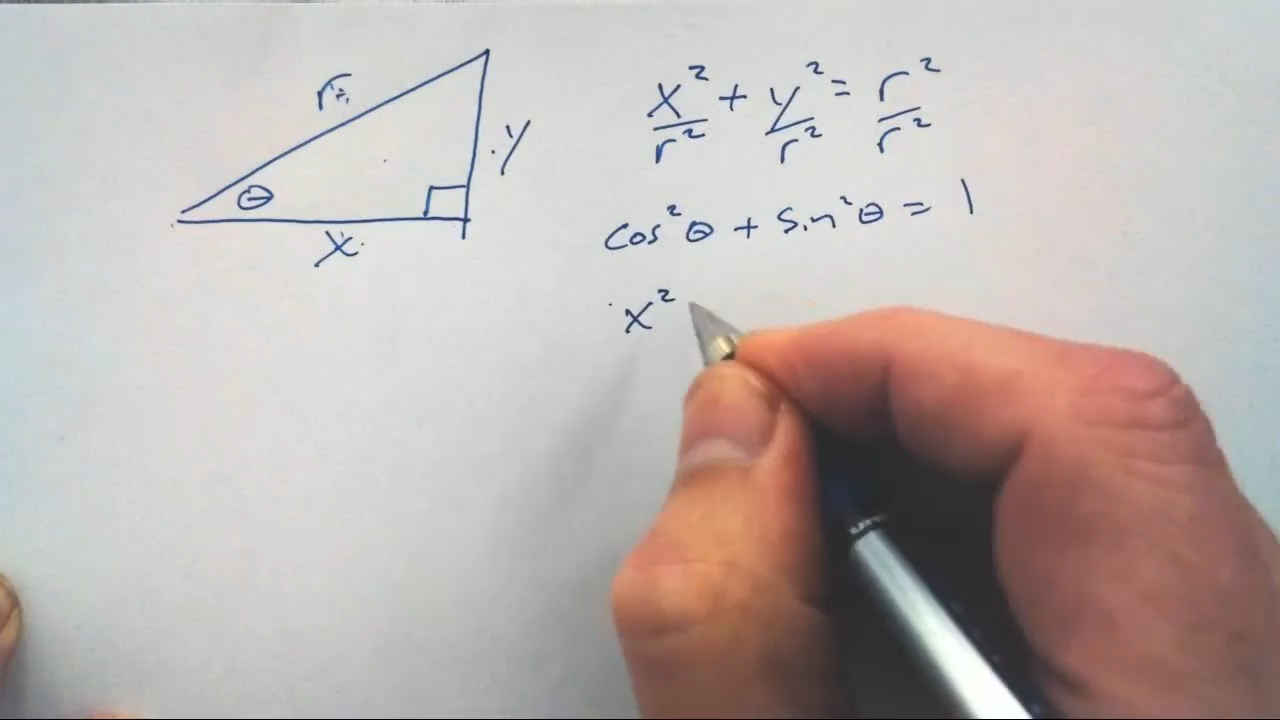 r
θ
y
x
x² + y² = r²
r² r² r²
cos²θ + sin²θ = 1
x²